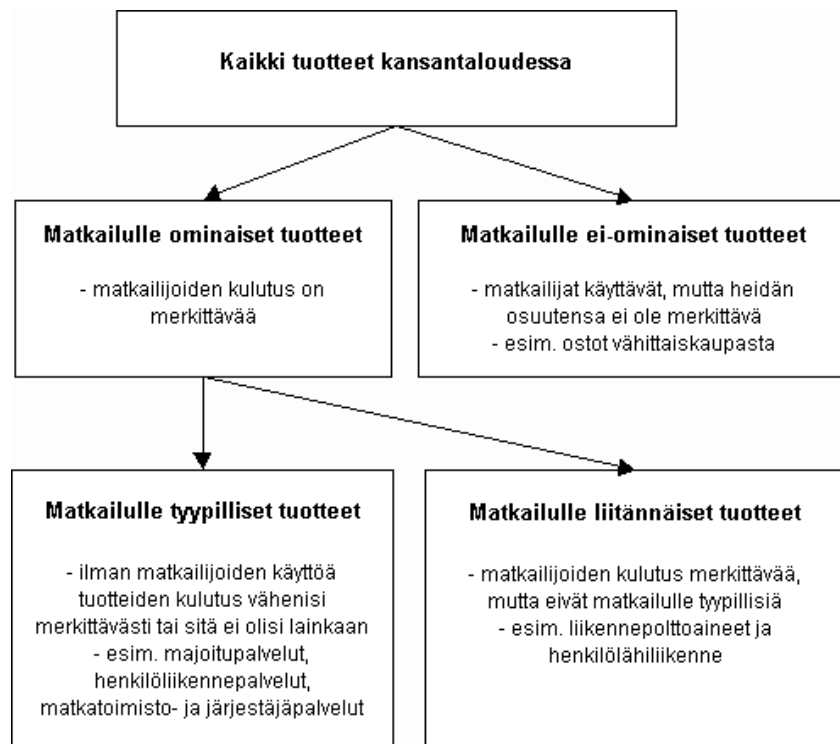 Kaikki tuotteet kansantaloudessa
Matkailulle ominaiset tuotteet
- matkailijoiden kulutus on
merkittävää
Matkailulle ei-ominaiset tuotteet
- matkailijat käyttävät, mutta heidän
osuutensa ei ole merkittävä
- esim. ostot vähittaiskaupasta
Matkailulle tyypilliset tuotteet
- ilman matkailijoiden käyttöä
tuotteiden kulutus vähenisi
merkittävästi tai sitä ei olisi lainkaan
- esim. majoitupalvelut,
henkilöliikennepalvelut,
matkatoimisto- ja järjestäjäpalvelut
Matkailulle liitännäiset tuotteet
- matkailijoiden kulutus merkittävää,
mutta eivät matkailulle tyypillisiä
- esim. liikennepolttoaineet ja
henkilölähiliikenne